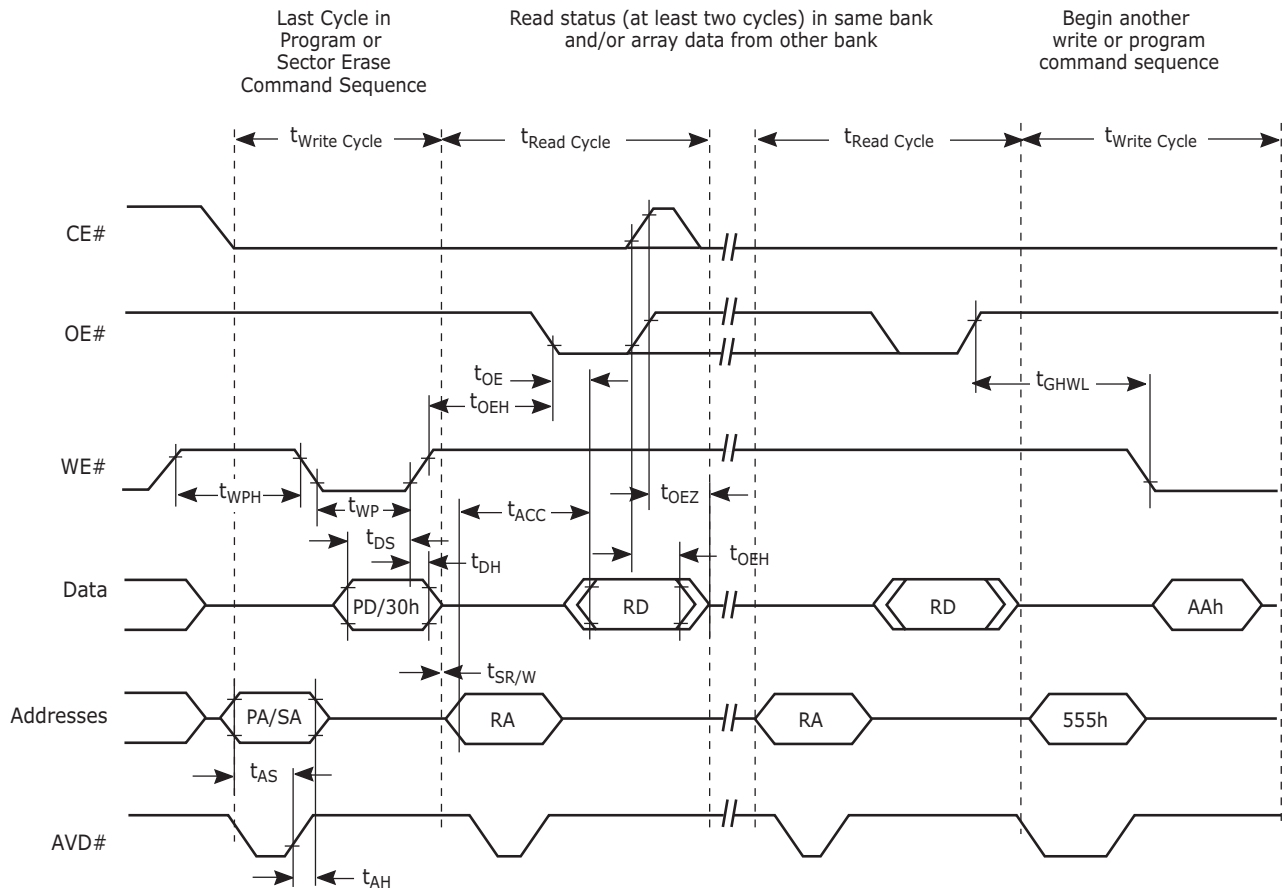 Last Cycle in
Program or
Sector Erase
Command Sequence
Read status (at least two cycles) in same bank
and/or array data from other bank
Begin another
write or program
command sequence
tWrite Cycle
tRead Cycle
tRead Cycle
tWrite Cycle
CE#
OE#
tOE
tOEH
tGHWL
WE#
tWPH
tWP
tACC
tOEZ
tDS
tDH
tOEH
Data
PD/30h
RD
RD
AAh
tSR/W
Addresses
PA/SA
RA
RA
555h
tAS
AVD#
tAH